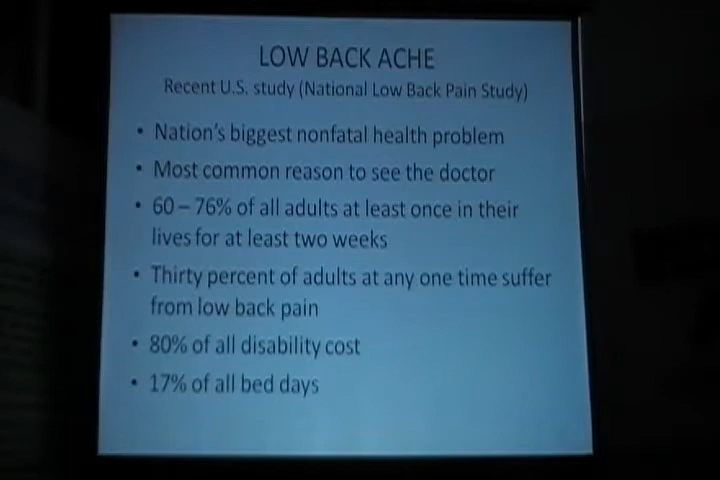 LOW BACK ACHE
Recent U.S. study (National Low Back Pain Study)
• Nation's biggest nonfatal health problem
• Most common reason to see the doctor
• 60 – 76% of all adults at least once in their
lives for at least two weeks
• Thirty percent of adults at any one time suffer
from low back pain
• 80% of all disability cost
• 17% of all bed days